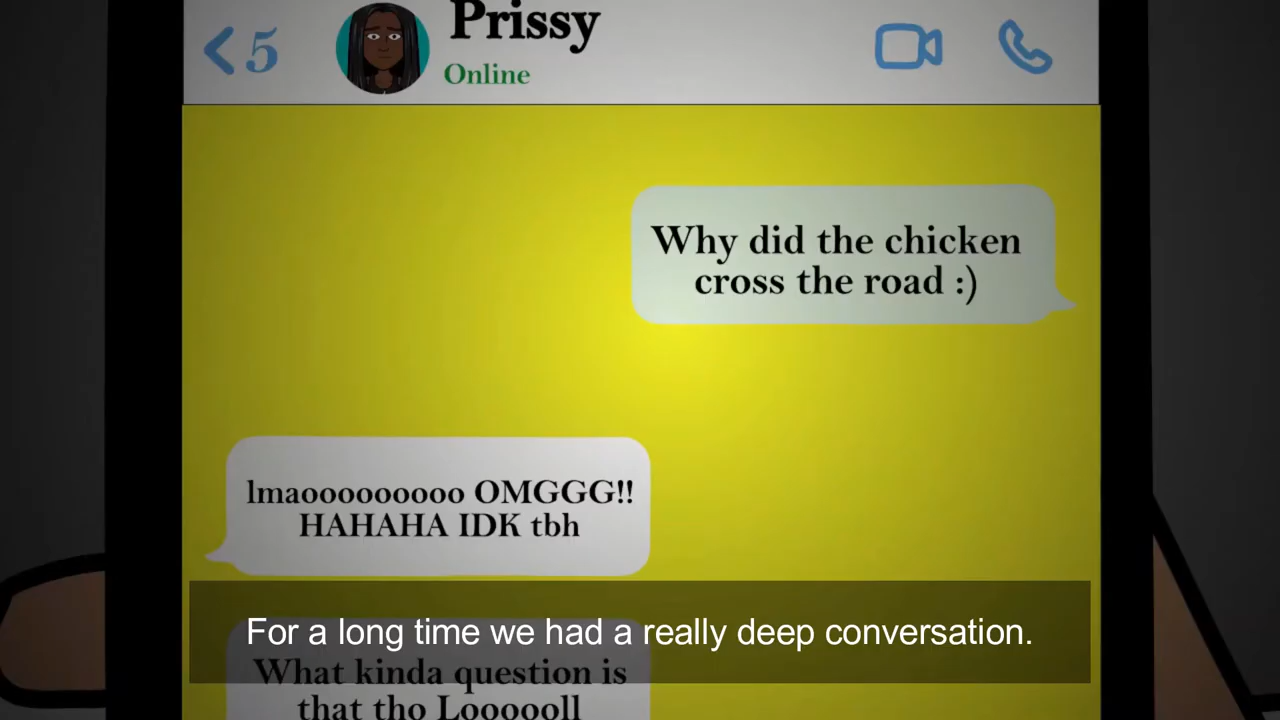 5
Prissy
Online
Why did the chicken
cross the road :)
lmaooooooooo OMGGG!!
HAHAHA IDK tbh
For a long time we had a really deep conversation.
What kinda question is
that tho Loooooll